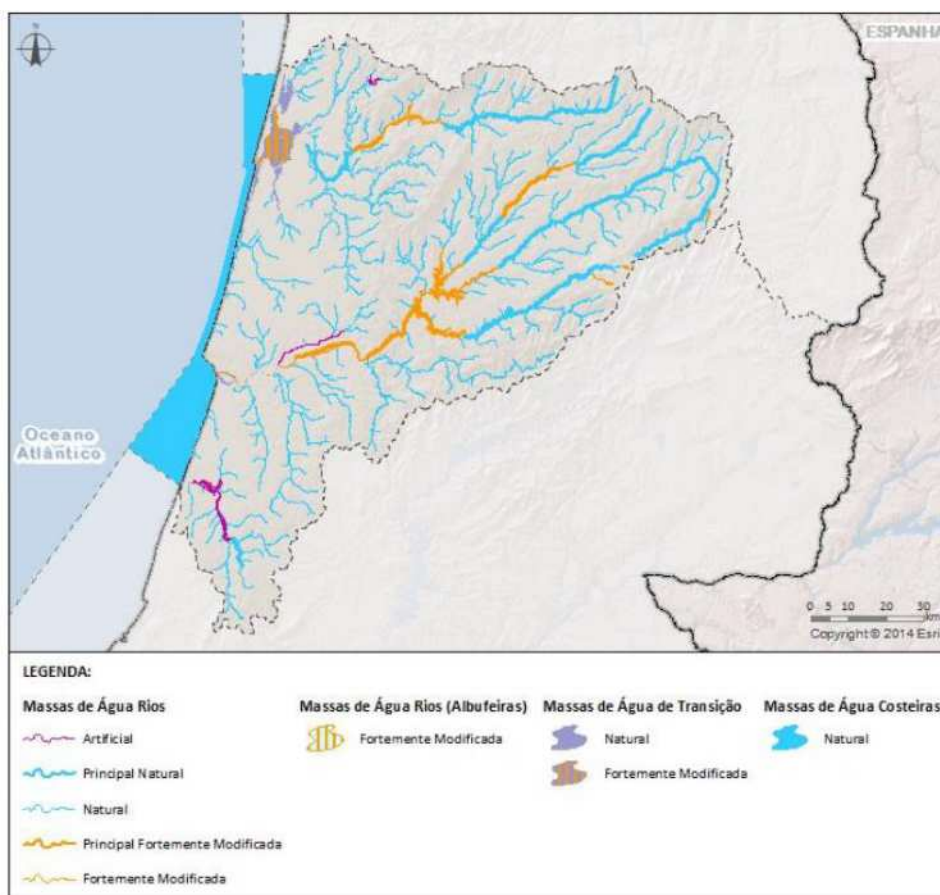 ESPANHA
Oceano
Atlântico
0 5 10 20 30
km
Copyright © 2014 Esri
LEGENDA:
Massas de Água Rios
Artificial
Principal Natural
Natural
Principal Fortemente Modificada
Fortemente Modificada
Massas de Água Rios (Albufeiras)
Fortemente Modificada
Massas de Água de Transição
Natural
Fortemente Modificada
Massas de Água Costeiras
Natural